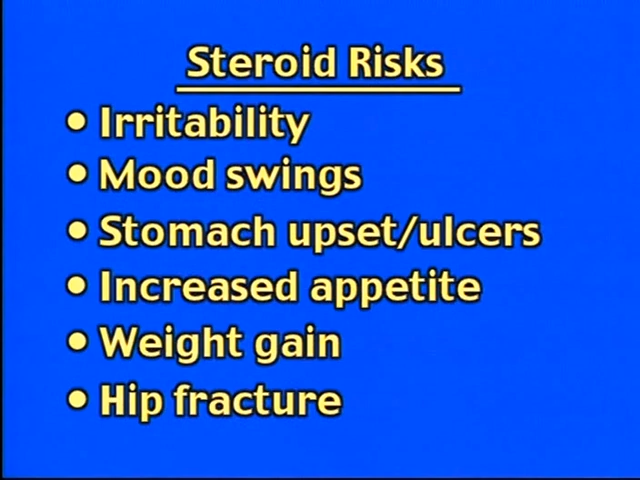 Steroid Risks
• Irritability
• Mood swings
• Stomach upset/ulcers
• Increased appetite
• Weight gain
• Hip fracture